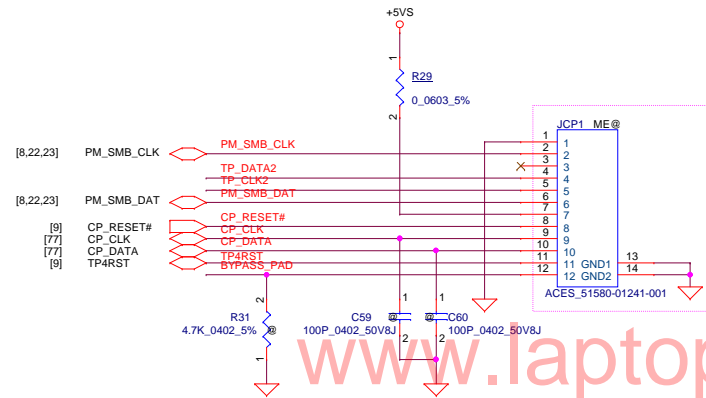 +5VS
1
R29
0_0603_5%
2
JCP1 ME@
[8,22,23] PM_SMB_CLK PM_SMB_CLK
TP_DATA2
TP_CLK2
[8,22,23] PM_SMB_DAT PM_SMB_DAT
[9] CP_RESET# CP_RESET#
[77] CP_CLK CP_CLK
[77] CP_DATA CP_DATA
[9] TP4RST TP4RST
BYPASS_PAD
1 1
2 2
3 3
4 4
5 5
6 6
7 7
8 8
9 9
10 10
11 11 GND1 13
12 12 GND2 14
ACES_51580-01241-001
2
R31
4.7K_0402_5% @
1
1
C59 @
100P_0402_50V8J
2
1
@ C60
100P_0402_50V8J
2
www.laptop